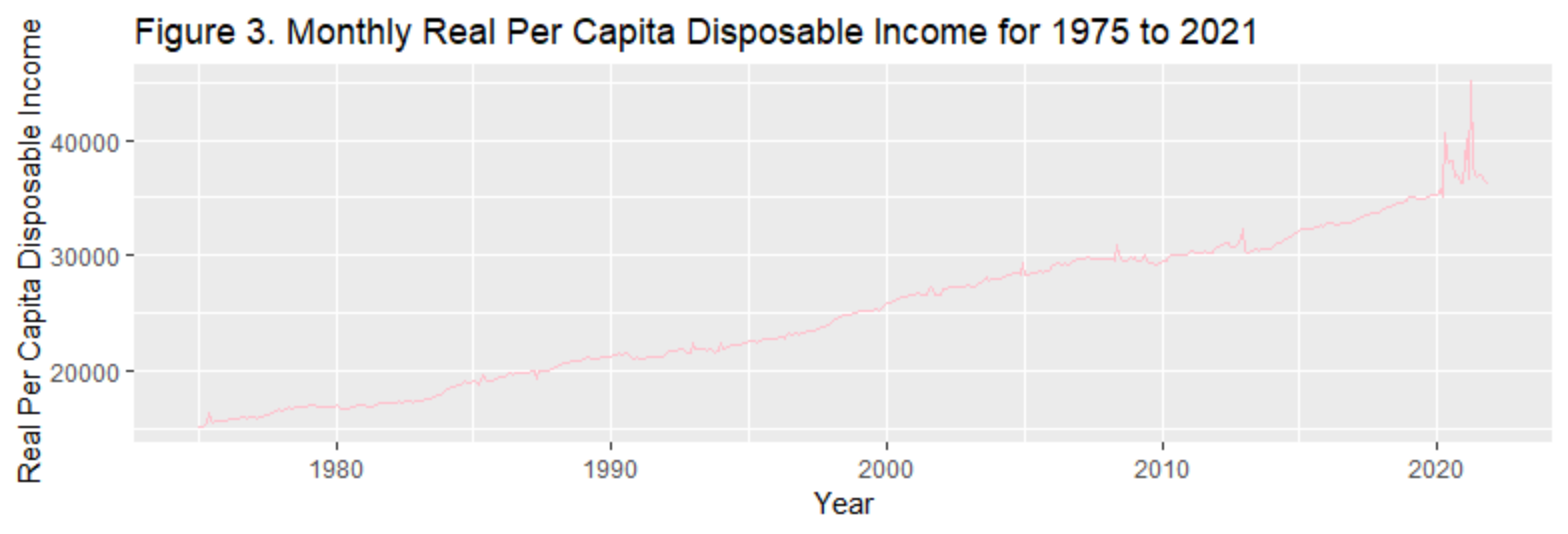 Figure 3. Monthly Real Per Capita Disposable Income for 1975 to 2021
Real Per Capita Disposable Income
40000
30000
20000
1980 1990 2000 2010 2020
Year